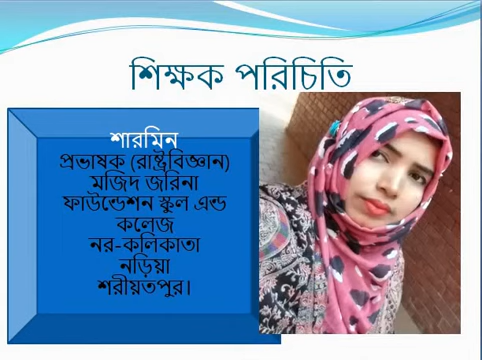 শিক্ষক পরিচিতি
শারমিন
প্রভাষক (রাষ্ট্রবিজ্ঞান)
মজিদ জরিনা
ফাউন্ডেশন স্কুল এন্ড
কলেজ
নর-কলিকাতা
নড়িয়া
শরীয়তপুর।